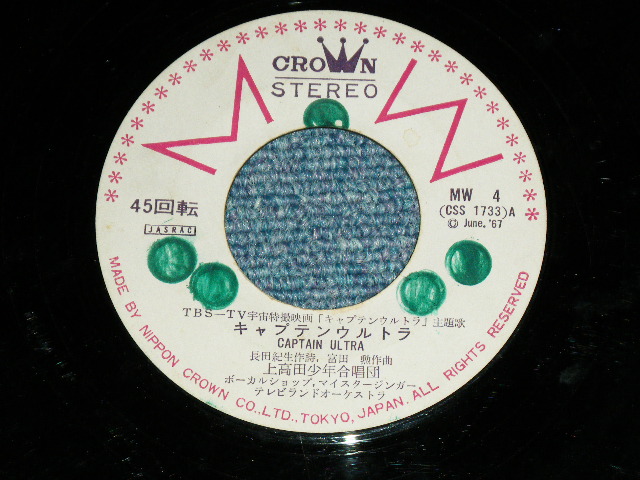 CROWN
STEREO
MW
45回転
JASRAC
MW 4
(CSS 1733)A
© June, '67
TBS—TV宇宙特撮映画「キャプテンウルトラ」主題歌
キャプテンウルトラ
CAPTAIN ULTRA
長田紀生作詩，冨田 勲作曲
上高田少年合唱団
ボーカルショップ，マイスタージンガー
テレビランドオーケストラ
MADE BY NIPPON CROWN CO., LTD., TOKYO, JAPAN. ALL RIGHTS RESERVED